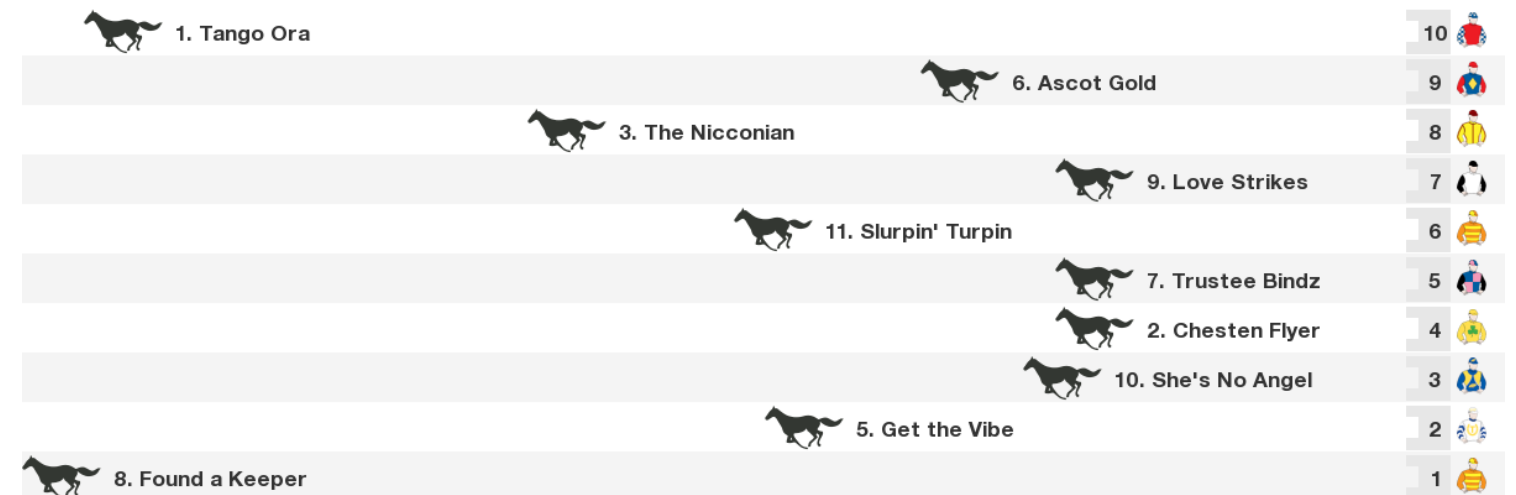 1. Tango Ora 10
6. Ascot Gold 9
3. The Nicconian 8
9. Love Strikes 7
11. Slurpin' Turpin 6
7. Trustee Bindz 5
2. Chesten Flyer 4
10. She's No Angel 3
5. Get the Vibe 2
8. Found a Keeper 1